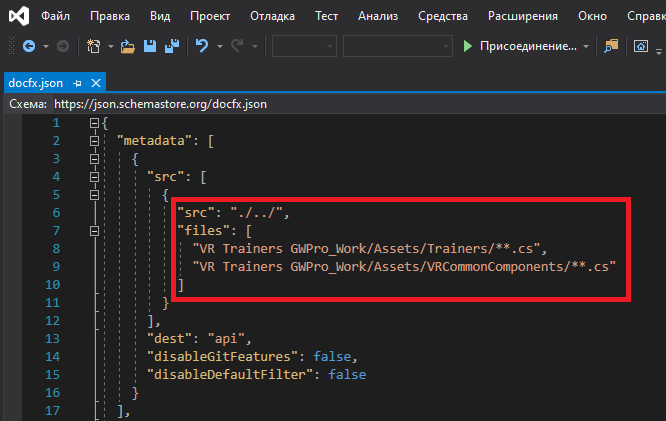 Файл Правка Вид Проект Отладка Тест Анализ Средства Расширения Окно Справка
Присоединение...
docfx.json
Схема: https://json.schemastore.org/docfx.json
1 {
2 "metadata": [
3 {
4 "src": [
5 {
6 "src": "./../",
7 "files": [
8 "VR Trainers GWPro_Work/Assets/Trainers/**.cs",
9 "VR Trainers GWPro_Work/Assets/VRCommonComponents/**.cs"
10 ]
11 }
12 ],
13 "dest": "api",
14 "disableGitFeatures": false,
15 "disableDefaultFilter": false
16 }
17 ],